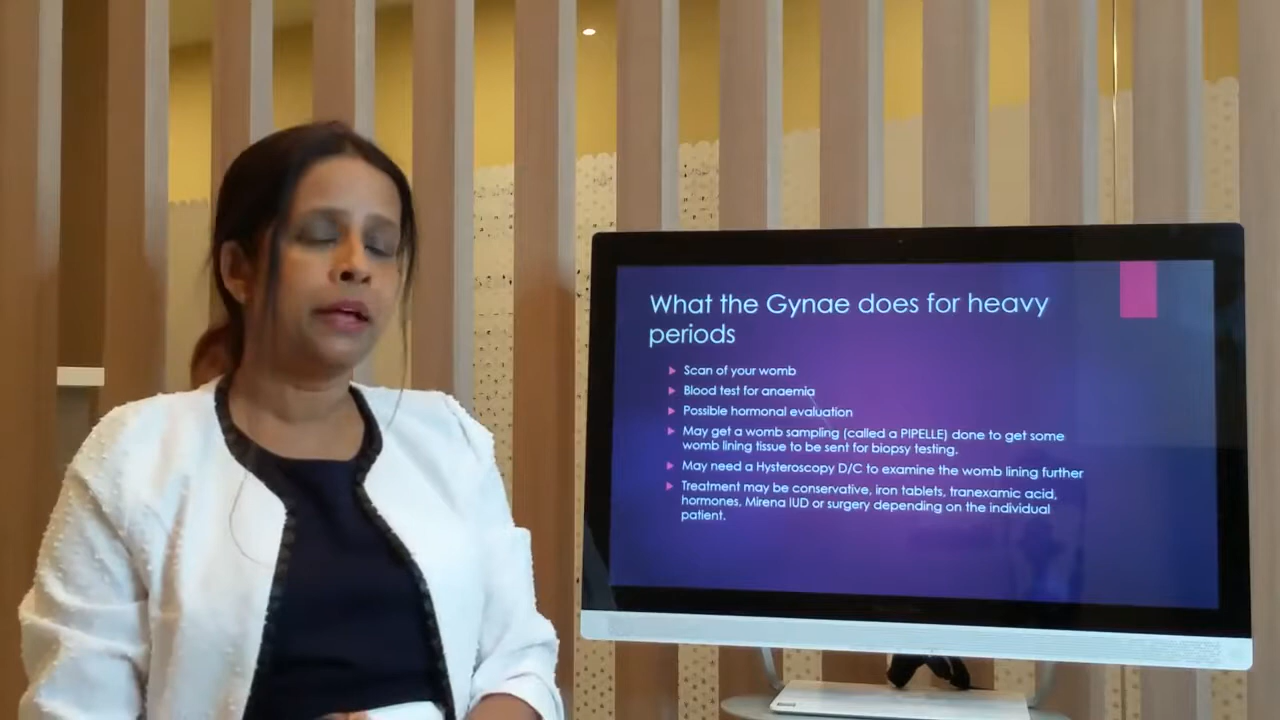 What the Gynae does for heavy
periods
Scan of your womb
Blood test for anaemia
Possible hormonal evaluation
May get a womb sampling (called a PIPELLE) done to get some
womb lining tissue to be sent for biopsy testing.
May need a Hysteroscopy D/C to examine the womb lining further
Treatment may be conservative, iron tablets, tranexamic acid,
hormones, Mirena IUD or surgery depending on the individual
patient.